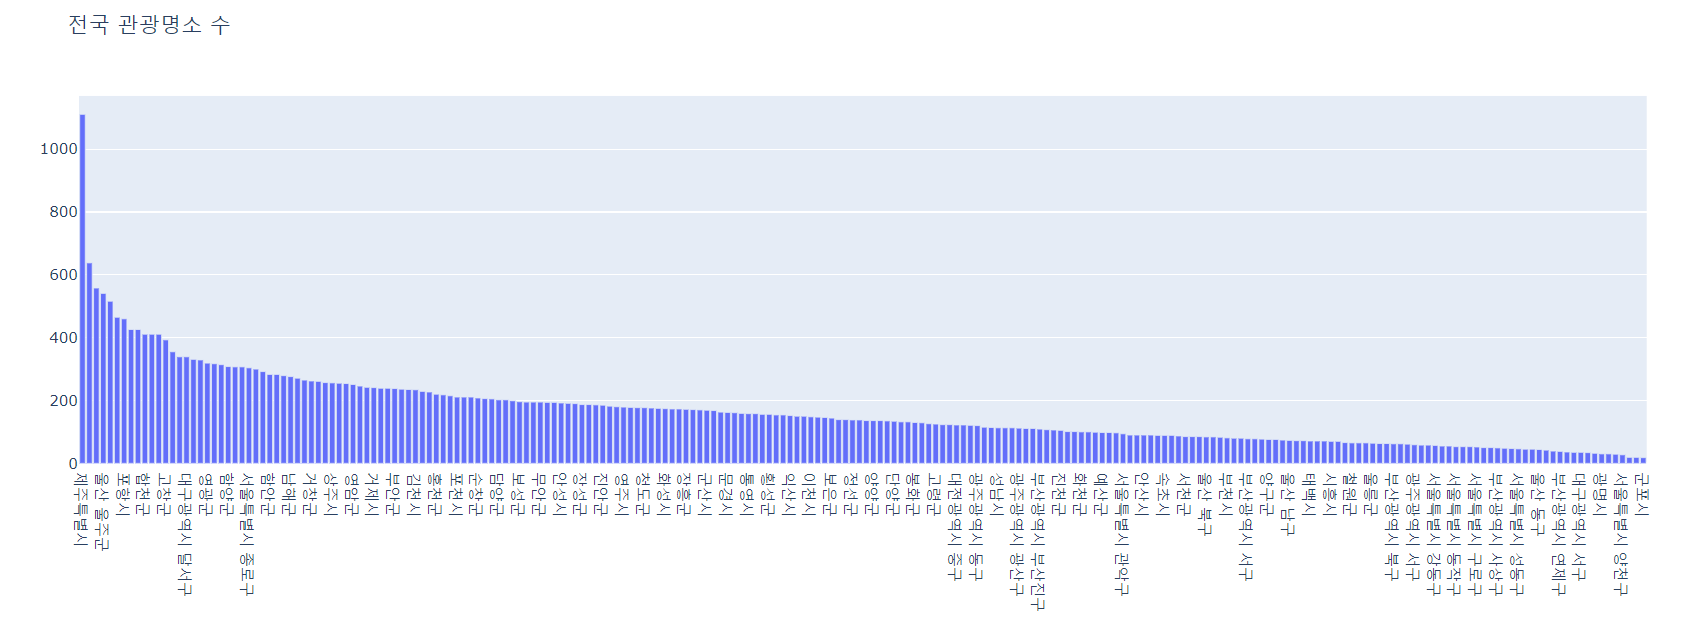 전국 관광명소 수
1000
800
600
400
200
0
제주특별시
울산 울주군
포항시
합천군
고창군
대구광역시 달서구
영광군
함양군
서울특별시 종로구
함안군
남해군
거창군
상주시
영암군
거제시
부안군
김천시
홍천군
포천시
순창군
담양군
보성군
무안군
안성시
장성군
진안군
영주시
청도군
화성시
장흥군
군산시
문경시
통영시
횡성군
익산시
이천시
보은군
정선군
양양군
단양군
봉화군
고령군
대전광역시 중구
광주광역시 동구
성남시
광주광역시 광산구
부산광역시 부산진구
진천군
화천군
예산군
서울특별시 관악구
안산시
속초시
서천군
울산 북구
부천시
부산광역시 서구
양구군
울산 남구
태백시
시흥시
철원군
울릉군
부산광역시 북구
광주광역시 서구
서울특별시 강동구
서울특별시 동작구
서울특별시 구로구
부산광역시 사상구
서울특별시 성동구
울산 동구
부산광역시 연제구
대구광역시 서구
광명시
서울특별시 양천구
군포시